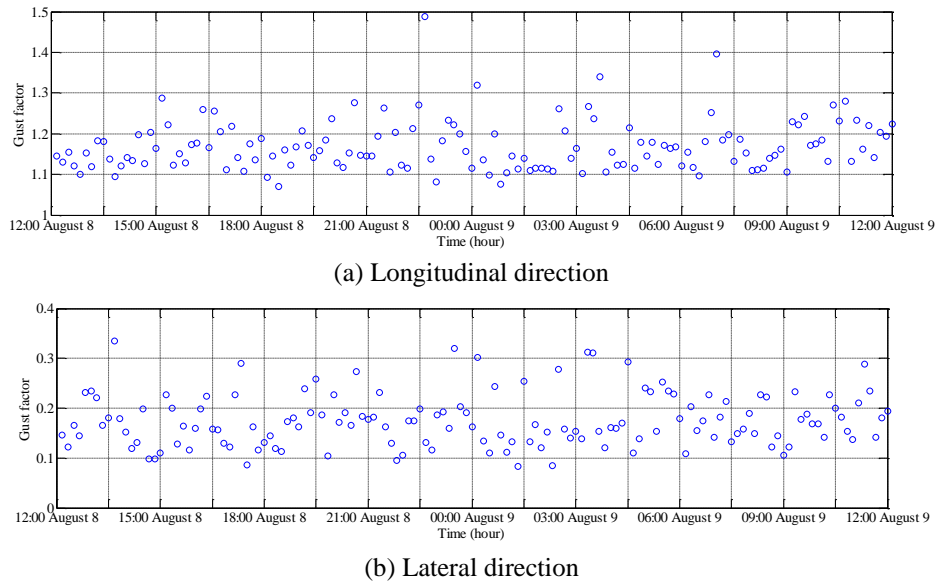 1.5
1.4
1.3
1.2
1.1
1
Gust factor
12:00 August 8 15:00 August 8 18:00 August 8 21:00 August 8 00:00 August 9 03:00 August 9 06:00 August 9 09:00 August 9 12:00 August 9
Time (hour)
(a) Longitudinal direction
0.4
0.3
0.2
0.1
0
Gust factor
12:00 August 8 15:00 August 8 18:00 August 8 21:00 August 8 00:00 August 9 03:00 August 9 06:00 August 9 09:00 August 9 12:00 August 9
Time (hour)
(b) Lateral direction